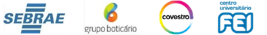 SEBRAE
grupo boticário
covestro
centro
universitário
FEI